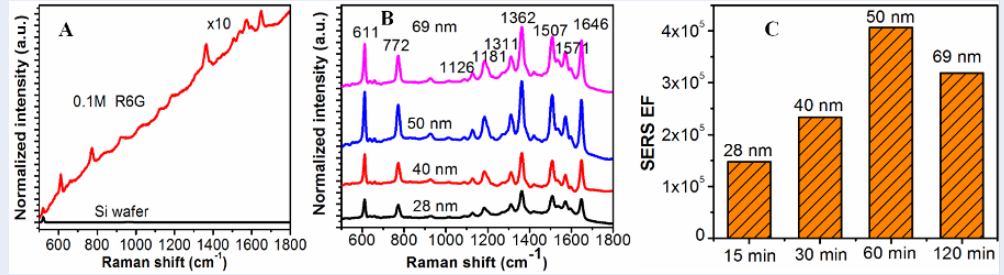 A
x10
0.1M R6G
Si wafer
Normalized intensity (a.u.)
600 800 1000 1200 1400 1600 1800
Raman shift (cm⁻¹)
B
69 nm
611
772
1126
1181
1311
1362
1507
1571
1646
50 nm
40 nm
28 nm
Normalized intensity (a.u.)
600 800 1000 1200 1400 1600 1800
Raman shift (cm⁻¹)
C
SERS EF
4x10⁵
3x10⁵
2x10⁵
1x10⁵
0
28 nm
40 nm
50 nm
69 nm
15 min 30 min 60 min 120 min